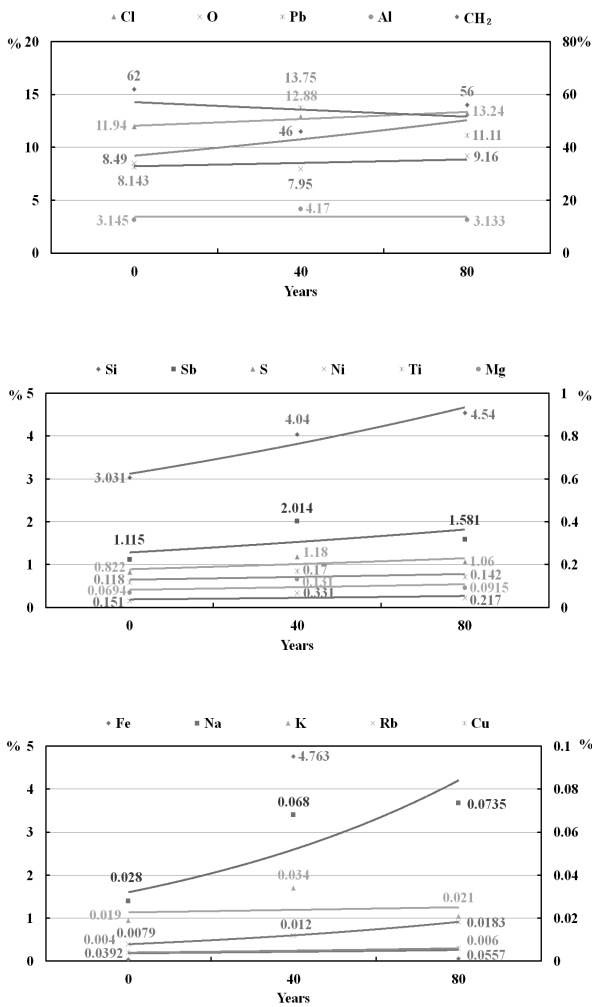 Cl O Pb Al CH2
% 20 80%
62 13.75 56
12.88
15 60
11.94 13.24
46 11.11
10 40
8.49 9.16
8.143 7.95
5 20
3.145 4.17 3.133
0 0
0 40 80
Years
Si Sb S Ni Ti Mg
% 5 1 %
4.04 4.54
4 0.8
3.031
3 0.6
2.014
2 0.4
1.115 1.581
1.18
1 0.2
0.822 1.06
0.118 0.17 0.142
0.0694 0.131 0.0915
0.151 0.331 0.217
0 0
0 40 80
Years
Fe Na K Rb Cu
% 5 0.1 %
4.763
4 0.08
0.068 0.0735
3 0.06
0.028 0.034
2 0.04
0.019 0.021
1 0.02
0.0079 0.012 0.0183
0.004 0.006
0.0392 0.0557
0 0
0 40 80
Years